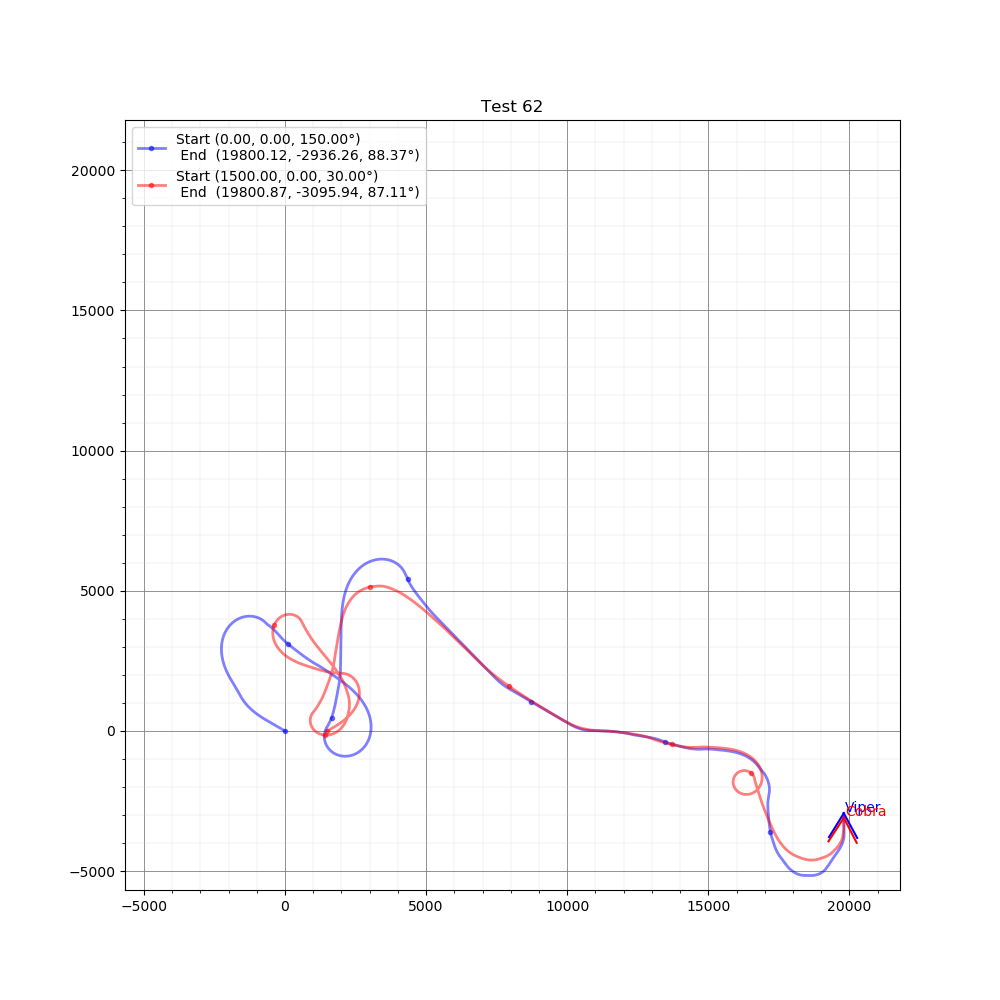 Test 62
Start (0.00, 0.00, 150.00°)
End (19800.12, -2936.26, 88.37°)
Start (1500.00, 0.00, 30.00°)
End (19800.87, -3095.94, 87.11°)
20000
15000
10000
5000
0
−5000
Viper
Cobra
−5000
0
5000
10000
15000
20000